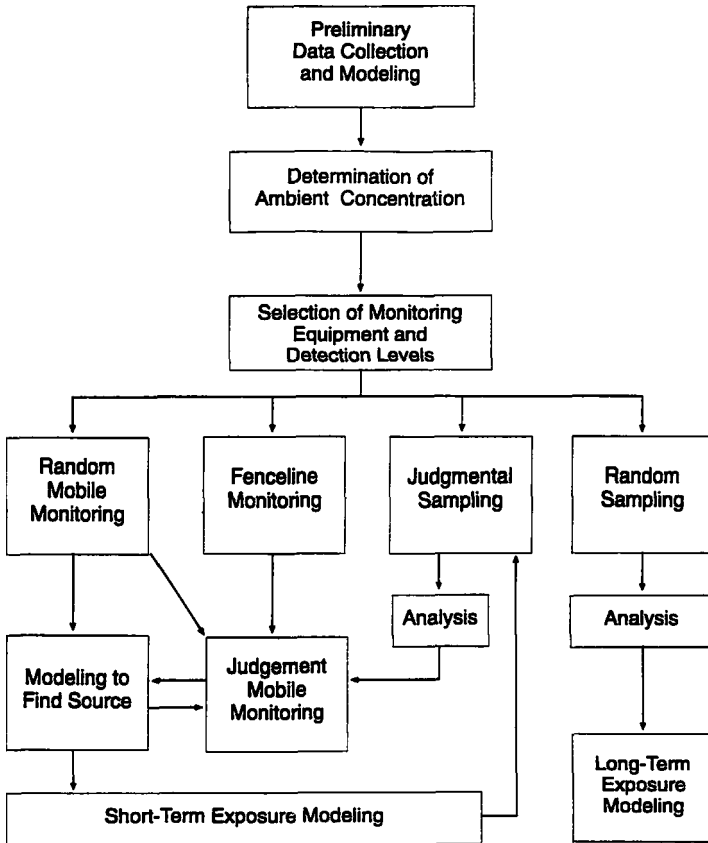 Preliminary
Data Collection
and Modeling
Determination of
Ambient Concentration
Selection of Monitoring
Equipment and
Detection Levels
Random
Mobile
Monitoring
Fenceline
Monitoring
Judgmental
Sampling
Random
Sampling
Analysis
Analysis
Modeling to
Find Source
Judgement
Mobile
Monitoring
Long-Term
Exposure
Modeling
Short-Term Exposure Modeling